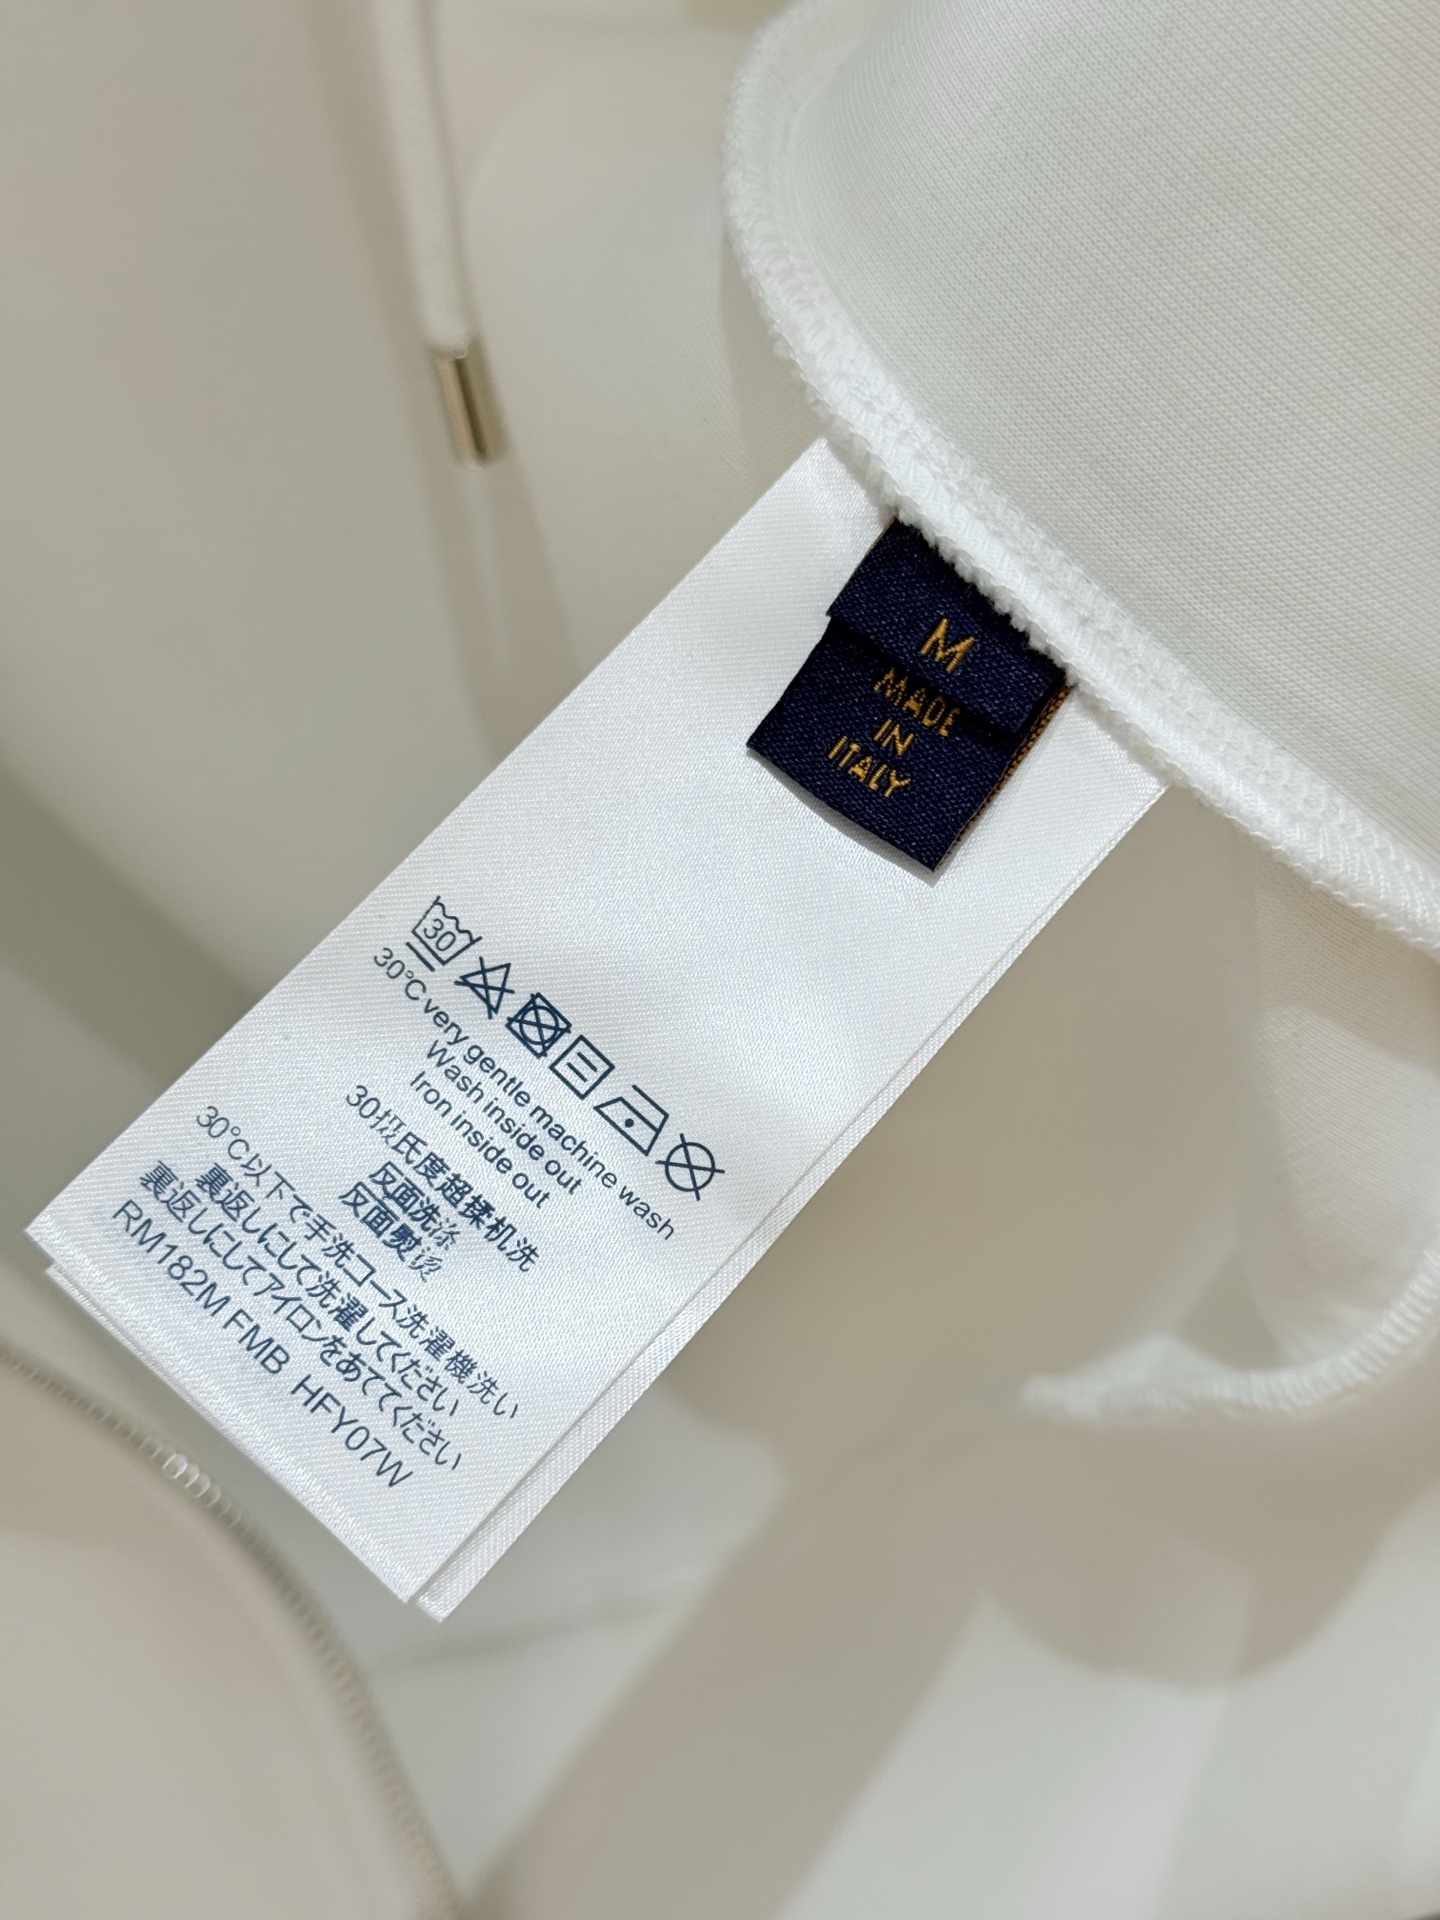 M
MADE
IN
ITALY
30
30°C very gentle machine wash
Wash inside out
Iron inside out
氏度超揉机洗
反面洗涤
反面熨烫
30℃以下で手洗コース洗濯機洗い
裏返しにして洗濯してください
裏返しにしてアイロンをあててください
RM182M FMB HFY07W